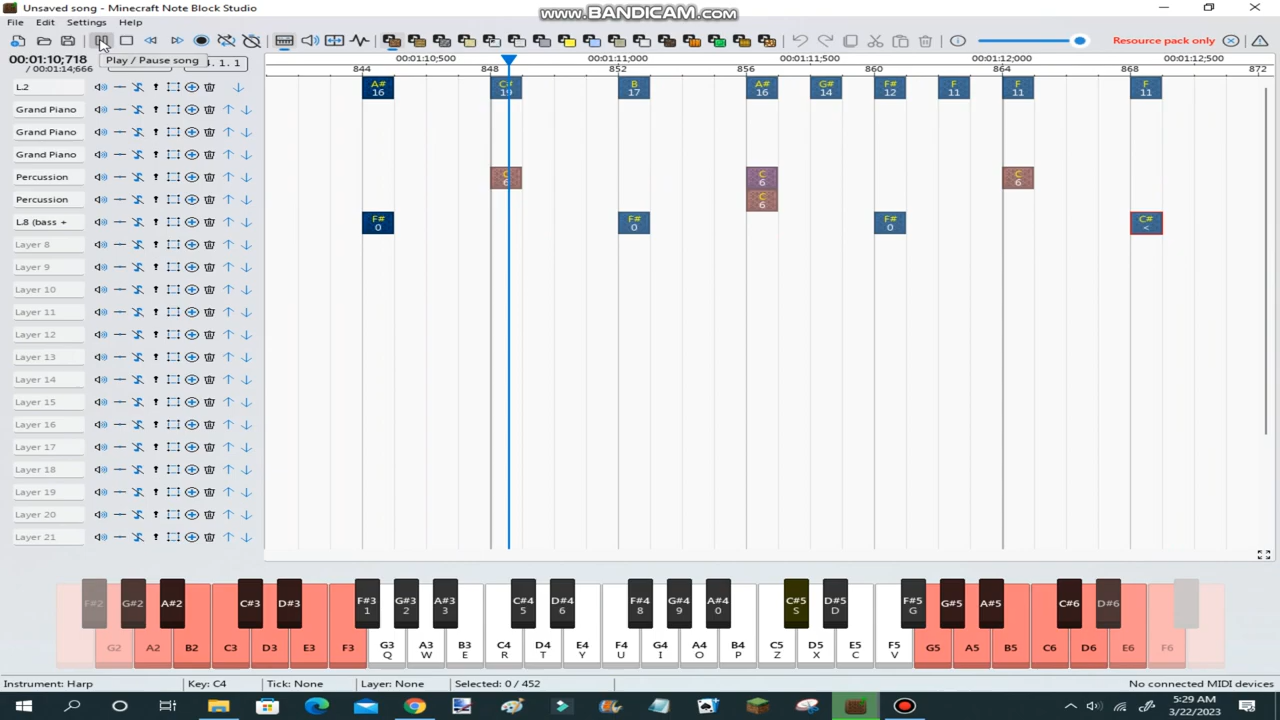 Unsaved song - Minecraft Note Block Studio
www.BANDICAM.com
File Edit Settings Help
Resource pack only
00:01:10,718
/ 00:01:14,666
Play / Pause song
4. 1. 1
00:01:10,500 00:01:11,000 00:01:11,500 00:01:12,000 00:01:12,500
844 848 852 856 860 864 868 872
L.2
A# 16
C# 19
B 17
A# 16
G# 14
F# 12
F 11
F 11
F 11
Grand Piano
Grand Piano
Grand Piano
Percussion
C 6
C 6
C 6
Percussion
C 6
L.8 (bass +
F# 0
F# 0
F# 0
C# <
Layer 8
Layer 9
Layer 10
Layer 11
Layer 12
Layer 13
Layer 14
Layer 15
Layer 16
Layer 17
Layer 18
Layer 19
Layer 20
Layer 21
F#2 G#2 A#2 C#3 D#3 F#3 G#3 A#3 C#4 D#4 F#4 G#4 A#4 C#5 D#5 F#5 G#5 A#5 C#6 D#6
1 2 3 5 6 8 9 0 S D G
G2 A2 B2 C3 D3 E3 F3 G3 A3 B3 C4 D4 E4 F4 G4 A4 B4 C5 D5 E5 F5 G5 A5 B5 C6 D6 E6 F6
Q W E R T Y U I O P Z X C V
Instrument: Harp Key: C4 Tick: None Layer: None Selected: 0 / 452 No connected MIDI devices
5:29 AM
3/22/2023